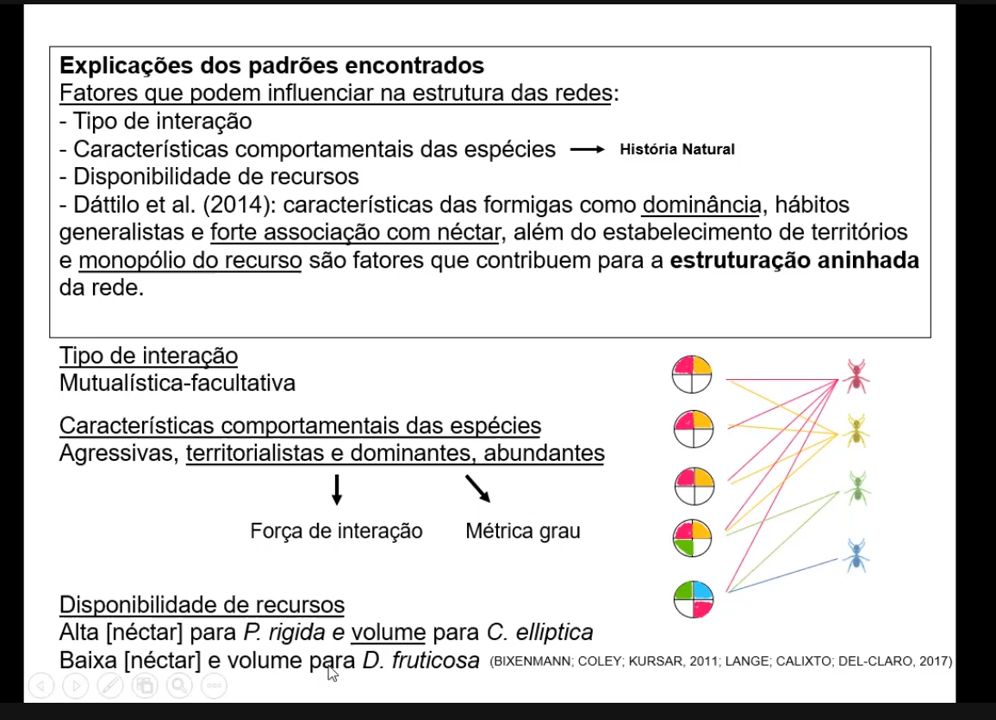 Explicações dos padrões encontrados
Fatores que podem influenciar na estrutura das redes:
- Tipo de interação
- Características comportamentais das espécies → História Natural
- Disponibilidade de recursos
- Dáttilo et al. (2014): características das formigas como dominância, hábitos
generalistas e forte associação com néctar, além do estabelecimento de territórios
e monopólio do recurso são fatores que contribuem para a estruturação aninhada
da rede.
Tipo de interação
Mutualística-facultativa
Características comportamentais das espécies
Agressivas, territorialistas e dominantes, abundantes
Força de interação Métrica grau
Disponibilidade de recursos
Alta [néctar] para P. rigida e volume para C. elliptica
Baixa [néctar] e volume para D. fruticosa (BIXENMANN; COLEY; KURSAR, 2011; LANGE; CALIXTO; DEL-CLARO, 2017)